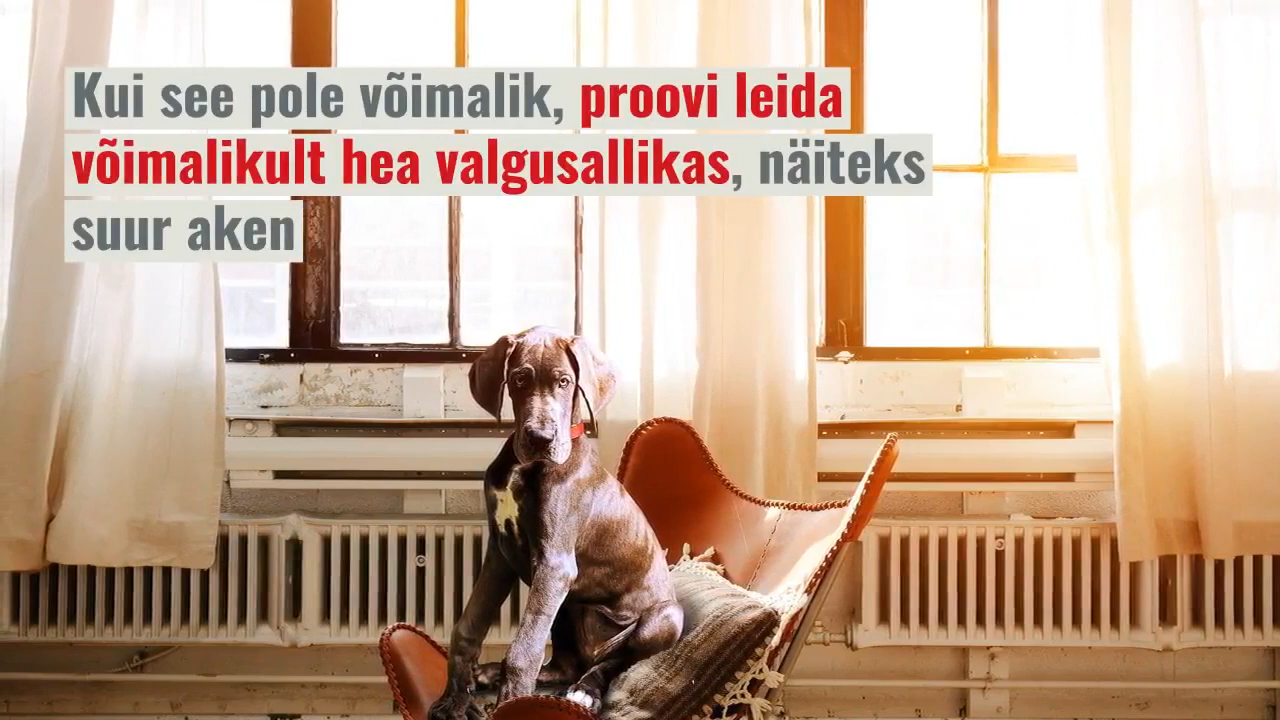 Kui see pole võimalik, proovi leida
võimalikult hea valgusallikas, näiteks
suur aken